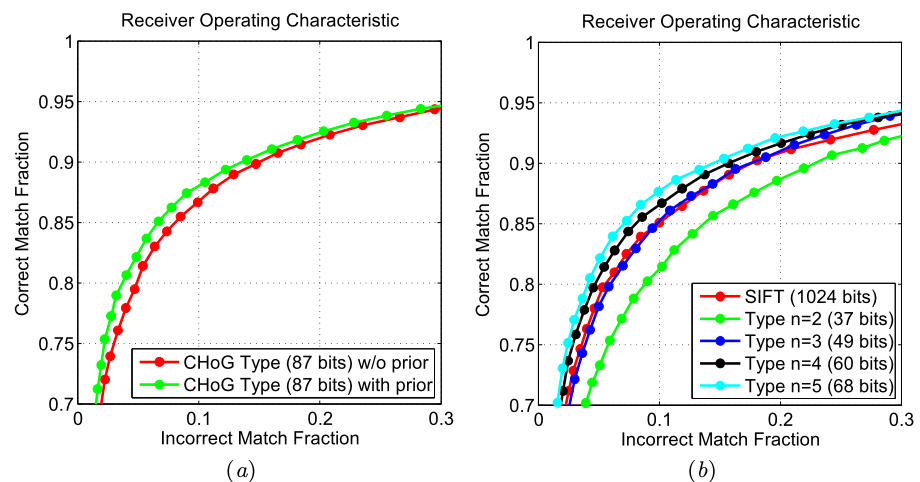 Receiver Operating Characteristic
1
0.95
0.9
0.85
0.8
0.75
0.7
Correct Match Fraction
0
0.1
0.2
0.3
Incorrect Match Fraction
CHoG Type (87 bits) w/o prior
CHoG Type (87 bits) with prior
(a)
Receiver Operating Characteristic
1
0.95
0.9
0.85
0.8
0.75
0.7
Correct Match Fraction
0
0.1
0.2
0.3
Incorrect Match Fraction
SIFT (1024 bits)
Type n=2 (37 bits)
Type n=3 (49 bits)
Type n=4 (60 bits)
Type n=5 (68 bits)
(b)